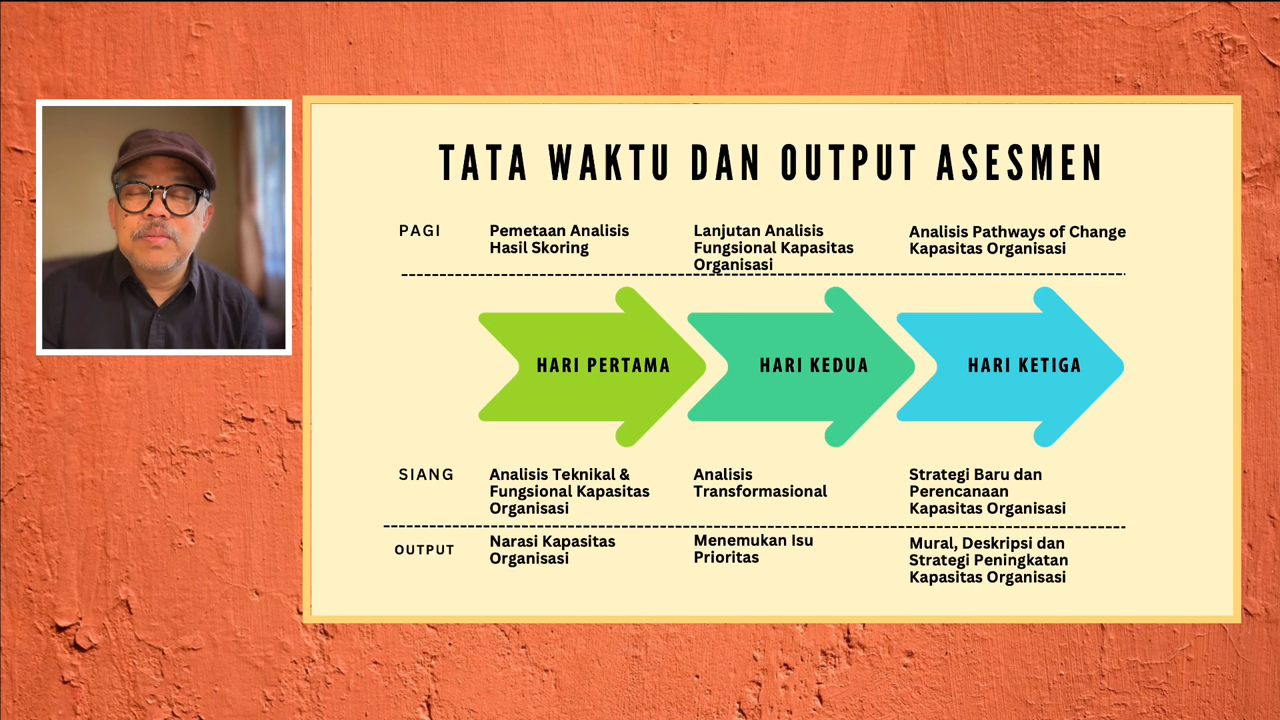 TATA WAKTU DAN OUTPUT ASESMEN
PAGI
Pemetaan Analisis
Hasil Skoring
Lanjutan Analisis
Fungsional Kapasitas
Organisasi
Analisis Pathways of Change
Kapasitas Organisasi
HARI PERTAMA
HARI KEDUA
HARI KETIGA
SIANG
Analisis Teknikal &
Fungsional Kapasitas
Organisasi
Analisis
Transformasional
Strategi Baru dan
Perencanaan
Kapasitas Organisasi
OUTPUT
Narasi Kapasitas
Organisasi
Menemukan Isu
Prioritas
Mural, Deskripsi dan
Strategi Peningkatan
Kapasitas Organisasi